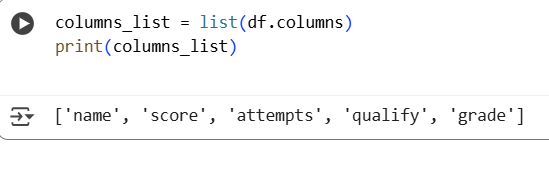 columns_list = list(df.columns)
print(columns_list)
['name', 'score', 'attempts', 'qualify', 'grade']